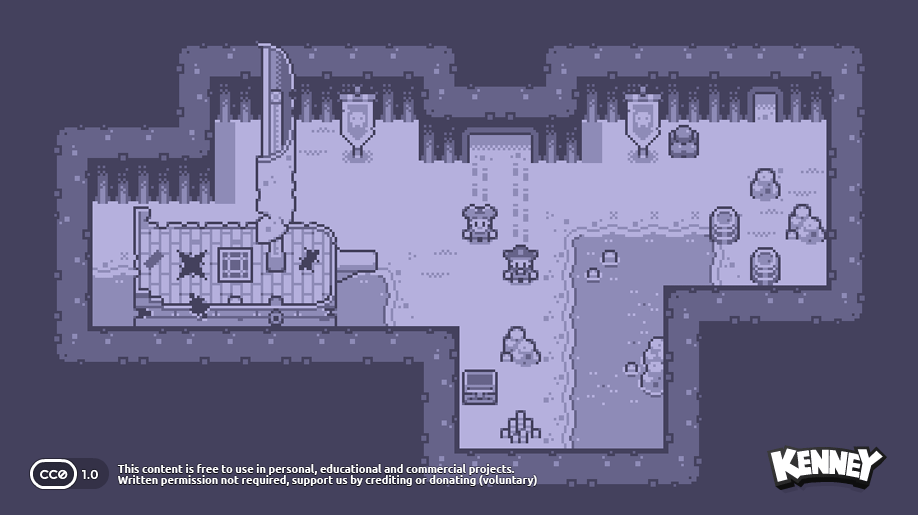 CC0 1.0
This content is free to use in personal, educational and commercial projects.
Written permission not required, support us by crediting or donating (voluntary)
KENNEY